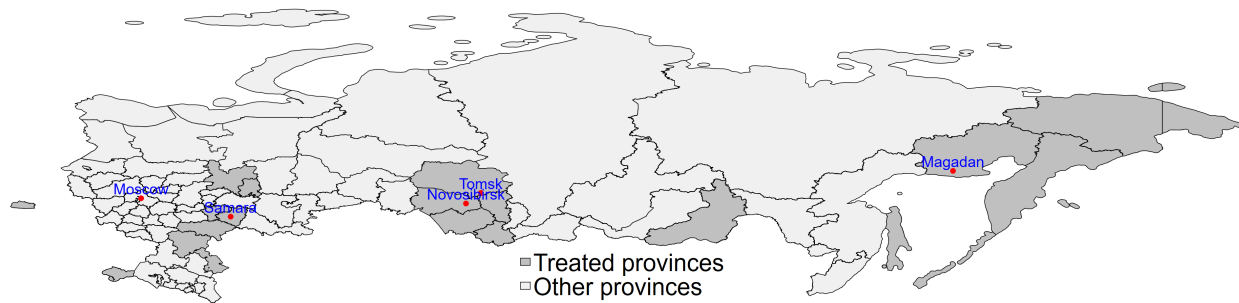 Magadan
Tomsk
Moscow
Novosibirsk
Samara
Treated provinces
Other provinces